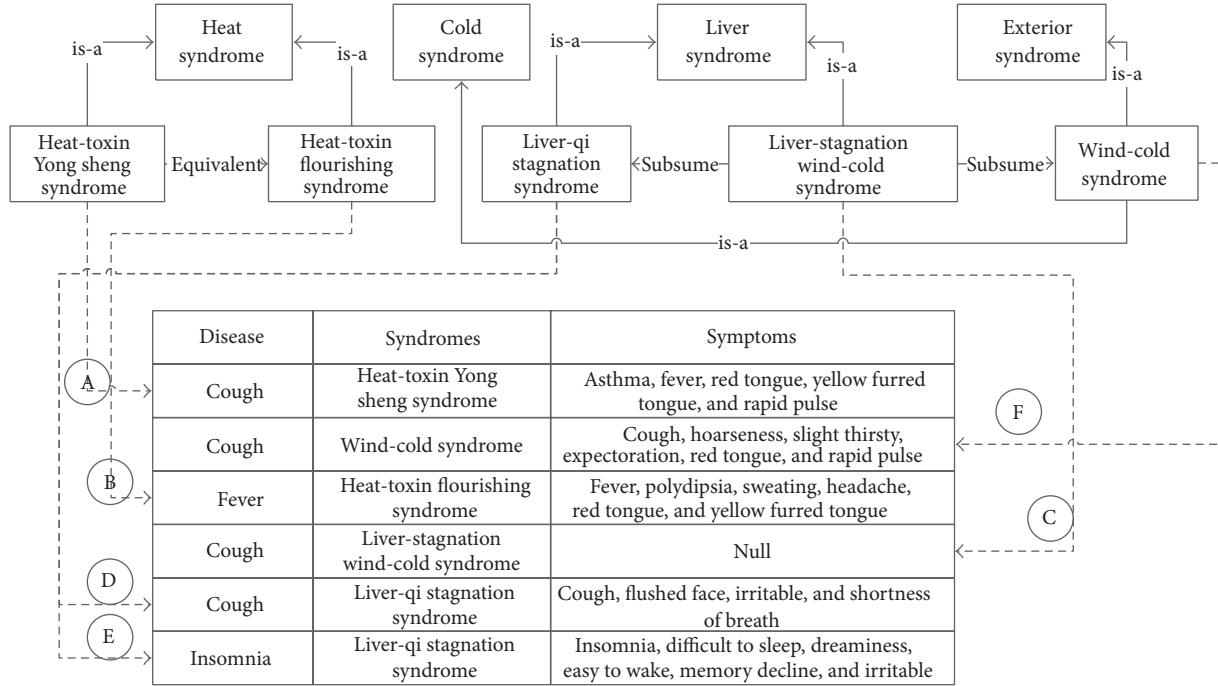 Heat
syndrome
Cold
syndrome
Liver
syndrome
Exterior
syndrome
is-a
is-a
is-a
is-a
is-a
Heat-toxin
Yong sheng
syndrome
Equivalent
Heat-toxin
flourishing
syndrome
Liver-qi
stagnation
syndrome
Subsume
Liver-stagnation
wind-cold
syndrome
Subsume
Wind-cold
syndrome
is-a
Disease
Syndromes
Symptoms
A
Cough
Heat-toxin Yong
sheng syndrome
Asthma, fever, red tongue, yellow furred
tongue, and rapid pulse
F
Cough
Wind-cold syndrome
Cough, hoarseness, slight thirsty,
expectoration, red tongue, and rapid pulse
B
Fever
Heat-toxin flourishing
syndrome
Fever, polydipsia, sweating, headache,
red tongue, and yellow furred tongue
C
Cough
Liver-stagnation
wind-cold syndrome
Null
D
Cough
Liver-qi stagnation
syndrome
Cough, flushed face, irritable, and shortness
of breath
E
Insomnia
Liver-qi stagnation
syndrome
Insomnia, difficult to sleep, dreaminess,
easy to wake, memory decline, and irritable